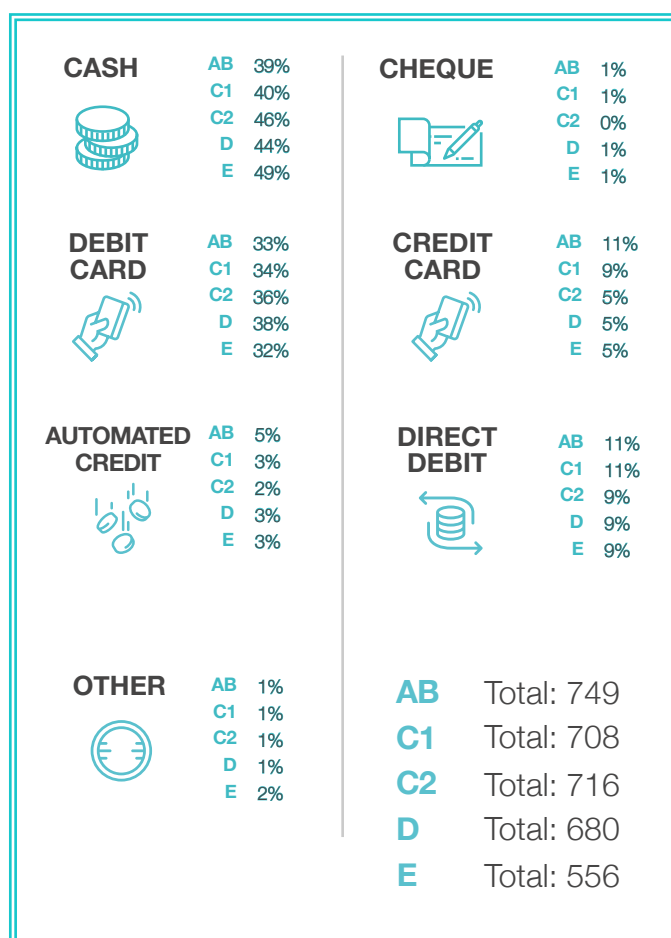 CASH
AB 39%
C1 40%
C2 46%
D 44%
E 49%
CHEQUE
AB 1%
C1 1%
C2 0%
D 1%
E 1%
DEBIT
CARD
AB 33%
C1 34%
C2 36%
D 38%
E 32%
CREDIT
CARD
AB 11%
C1 9%
C2 5%
D 5%
E 5%
AUTOMATED
CREDIT
AB 5%
C1 3%
C2 2%
D 3%
E 3%
DIRECT
DEBIT
AB 11%
C1 11%
C2 9%
D 9%
E 9%
OTHER
AB 1%
C1 1%
C2 1%
D 1%
E 2%
AB Total: 749
C1 Total: 708
C2 Total: 716
D Total: 680
E Total: 556